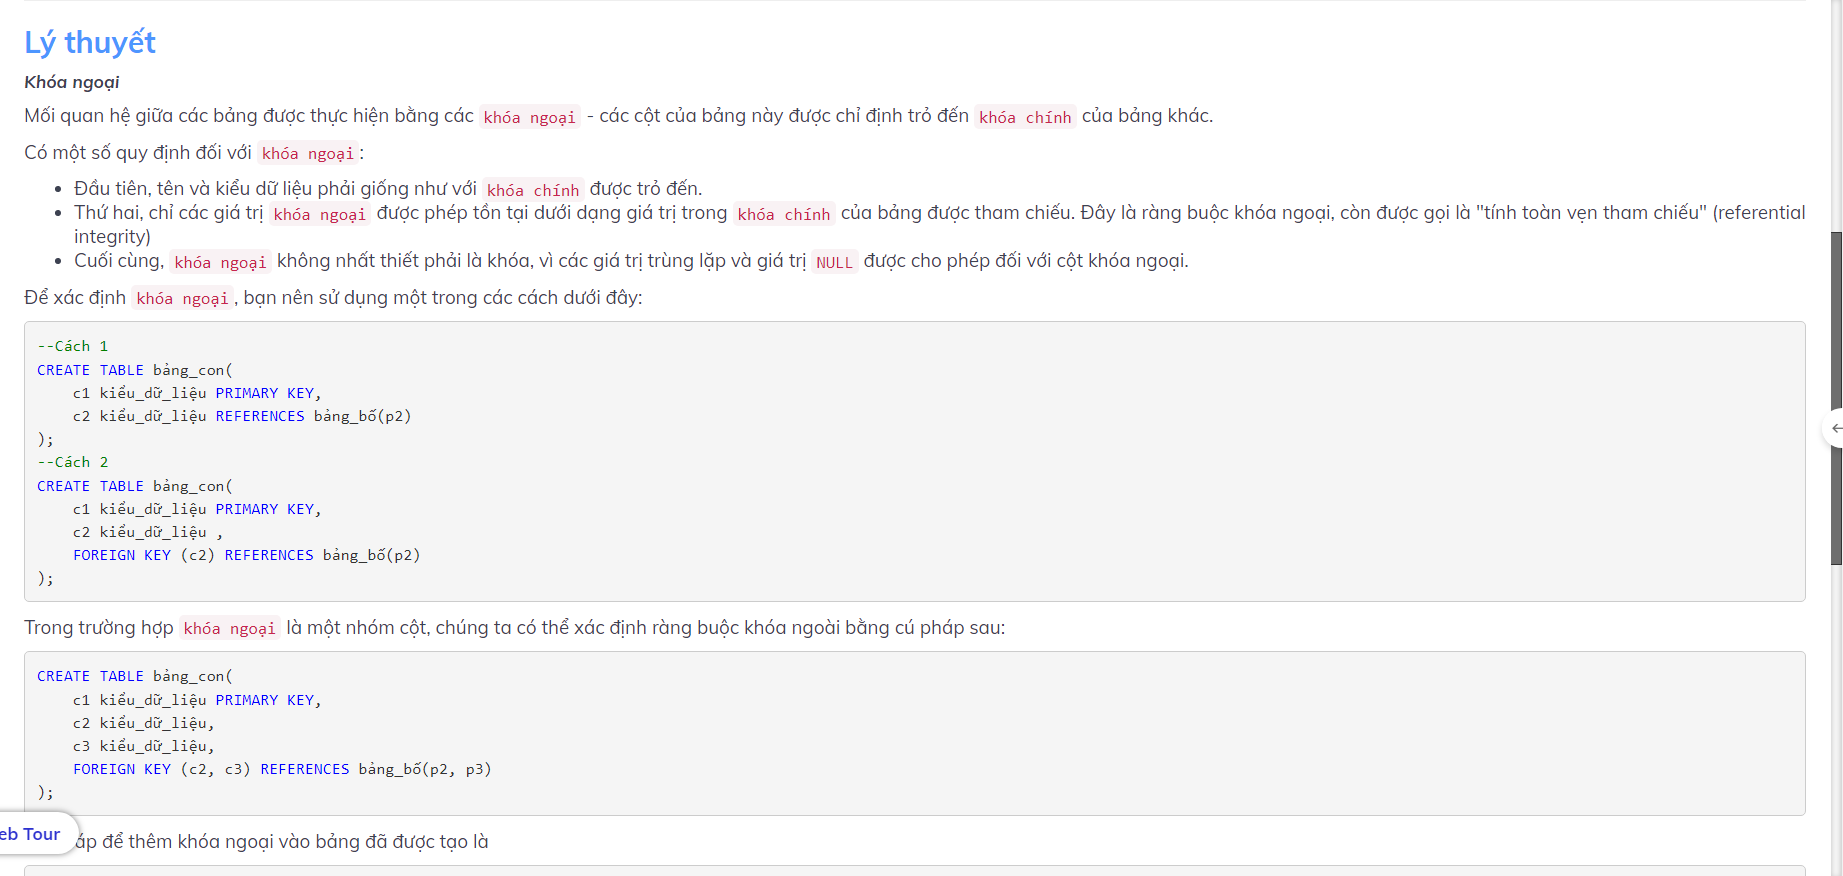 Lý thuyết
Khóa ngoại
Mối quan hệ giữa các bảng được thực hiện bằng các khóa ngoại - các cột của bảng này được chỉ định trỏ đến khóa chính của bảng khác.
Có một số quy định đối với khóa ngoại:
• Đầu tiên, tên và kiểu dữ liệu phải giống như với khóa chính được trỏ đến.
• Thứ hai, chỉ các giá trị khóa ngoại được phép tồn tại dưới dạng giá trị trong khóa chính của bảng được tham chiếu. Đây là ràng buộc khóa ngoại, còn được gọi là "tính toàn vẹn tham chiếu" (referential
integrity)
• Cuối cùng, khóa ngoại không nhất thiết phải là khóa, vì các giá trị trùng lặp và giá trị NULL được cho phép đối với cột khóa ngoại.
Để xác định khóa ngoại, bạn nên sử dụng một trong các cách dưới đây:
--Cách 1
CREATE TABLE bảng_con(
    c1 kiểu_dữ_liệu PRIMARY KEY,
    c2 kiểu_dữ_liệu REFERENCES bảng_bố(p2)
);
--Cách 2
CREATE TABLE bảng_con(
    c1 kiểu_dữ_liệu PRIMARY KEY,
    c2 kiểu_dữ_liệu ,
    FOREIGN KEY (c2) REFERENCES bảng_bố(p2)
);
Trong trường hợp khóa ngoại là một nhóm cột, chúng ta có thể xác định ràng buộc khóa ngoài bằng cú pháp sau:
CREATE TABLE bảng_con(
    c1 kiểu_dữ_liệu PRIMARY KEY,
    c2 kiểu_dữ_liệu,
    c3 kiểu_dữ_liệu,
    FOREIGN KEY (c2, c3) REFERENCES bảng_bố(p2, p3)
);
eb Tour
áp để thêm khóa ngoại vào bảng đã được tạo là